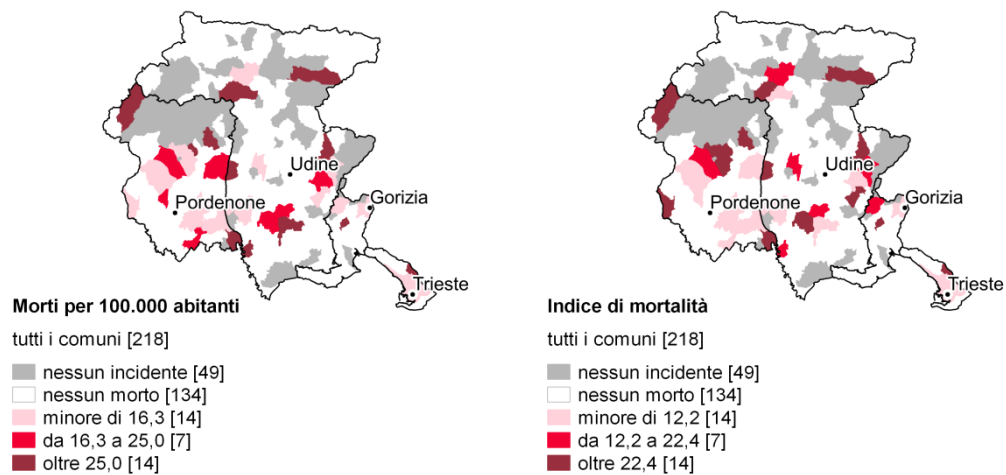 Udine
Pordenone
Gorizia
Trieste
Morti per 100.000 abitanti
tutti i comuni [218]
nessun incidente [49]
nessun morto [134]
minore di 16,3 [14]
da 16,3 a 25,0 [7]
oltre 25,0 [14]
Udine
Pordenone
Gorizia
Trieste
Indice di mortalità
tutti i comuni [218]
nessun incidente [49]
nessun morto [134]
minore di 12,2 [14]
da 12,2 a 22,4 [7]
oltre 22,4 [14]